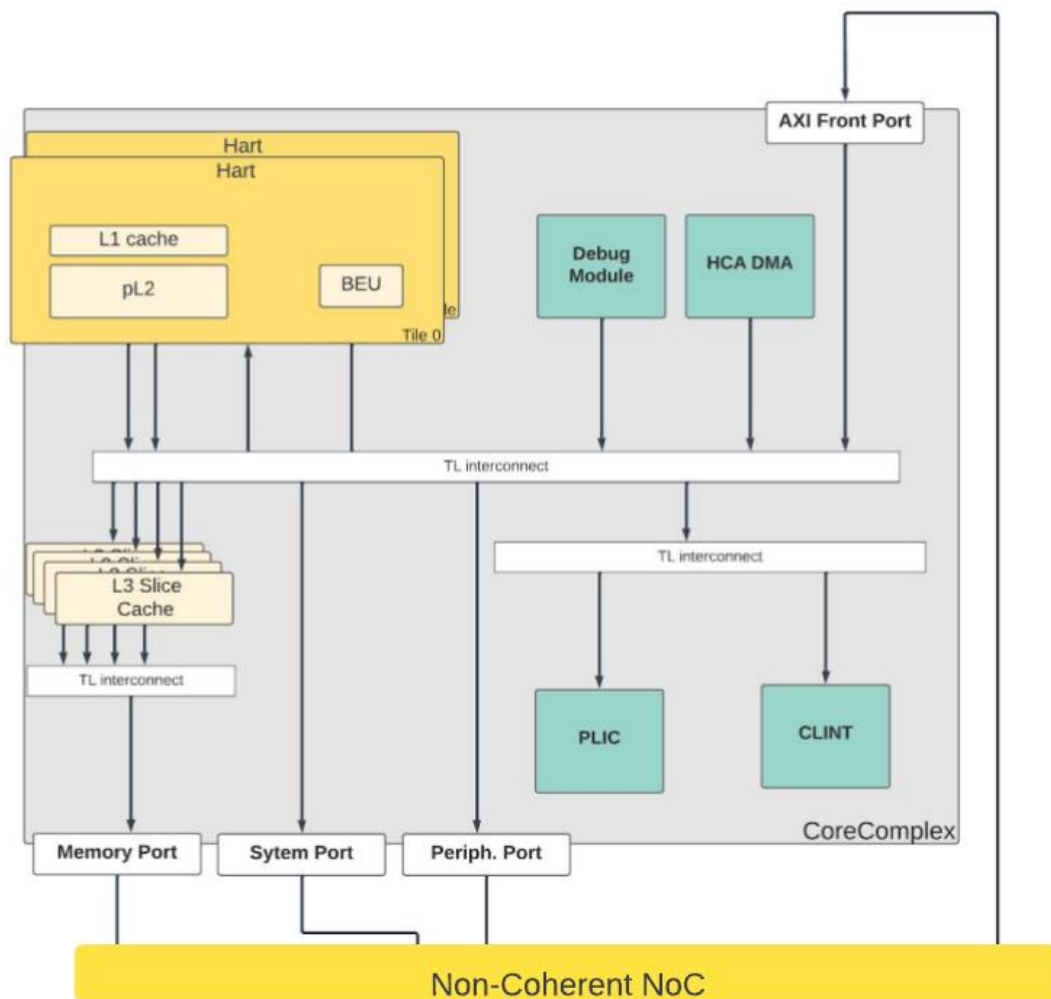 AXI Front Port
Hart
Hart
L1 cache
pL2
BEU
le
Tile 0
Debug
Module
HCA DMA
TL interconnect
TL interconnect
L3 Slice
Cache
TL interconnect
PLIC
CLINT
CoreComplex
Memory Port
Sytem Port
Periph. Port
Non-Coherent NoC